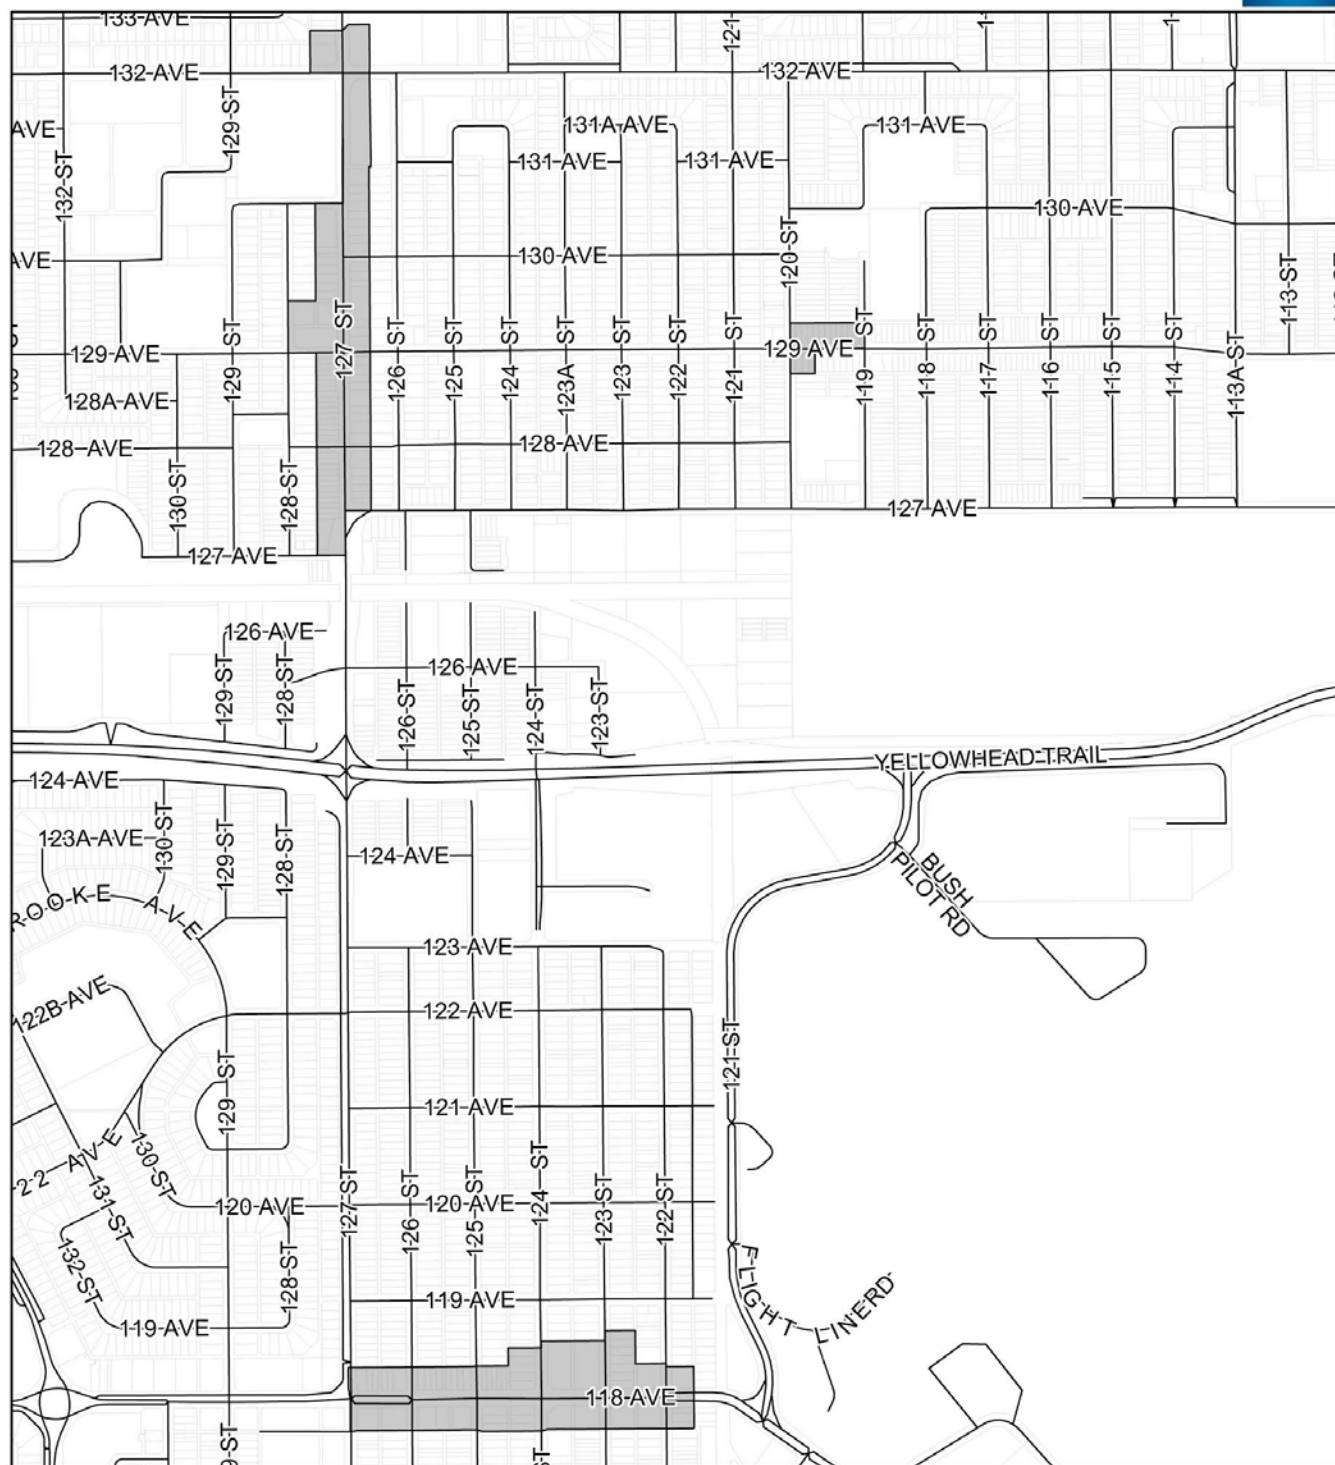 133 AVE
132 AVE
132 AVE
121
129 ST
AVE
132 ST
131A AVE
131 AVE
131 AVE
131 AVE
130 AVE
AVE
130 AVE
120 ST
113 ST
129 AVE
129 ST
127 ST
126 ST
125 ST
124 ST
123A ST
123 ST
122 ST
121 ST
129 AVE
119 ST
118 ST
117 ST
116 ST
115 ST
114 ST
113A ST
128A AVE
128 AVE
128 AVE
130 ST
128 ST
127 AVE
127 AVE
126 AVE
129 ST
128 ST
126 AVE
126 ST
125 ST
124 ST
123 ST
YELLOWHEAD TRAIL
124 AVE
123A AVE
130 ST
129 ST
128 ST
124 AVE
BUSH
PILOT RD
ROOKE AVE
123 AVE
122B AVE
122 AVE
121 ST
129 ST
121 AVE
22 AVE
130 ST
131 ST
120 AVE
127 ST
126 ST
125 ST
120 AVE
124 ST
123 ST
122 ST
132 ST
128 ST
119 AVE
119 AVE
FLIGHT LINE RD
118 AVE
9 ST
ST